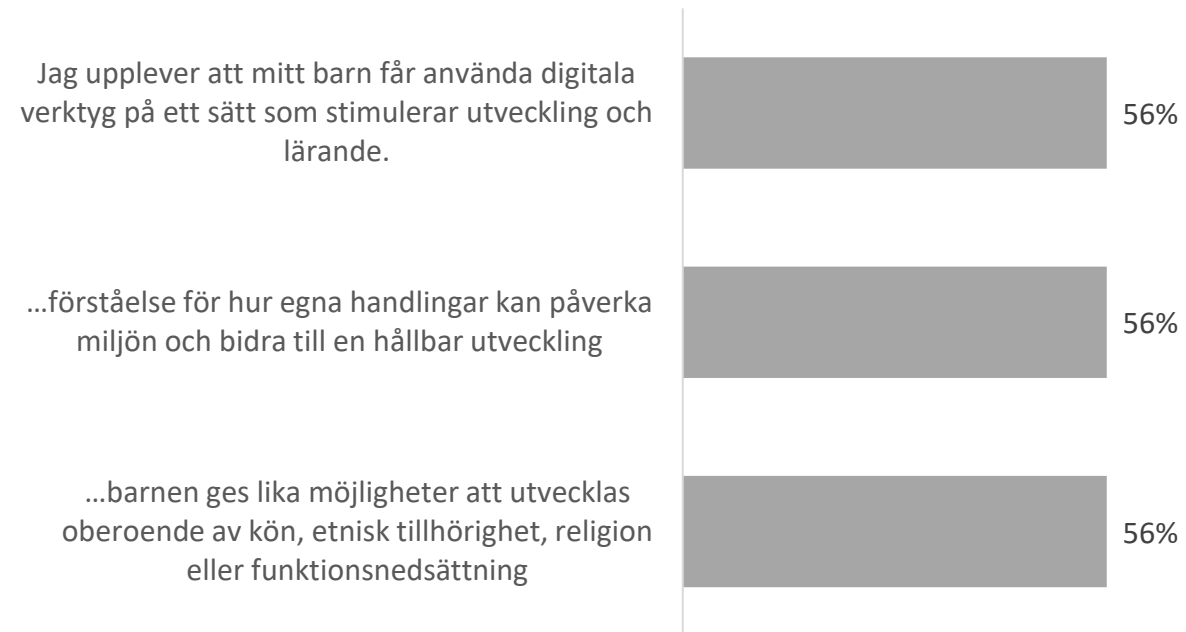 Jag upplever att mitt barn får använda digitala
verktyg på ett sätt som stimulerar utveckling och
lärande.
56%
…förståelse för hur egna handlingar kan påverka
miljön och bidra till en hållbar utveckling
56%
…barnen ges lika möjligheter att utvecklas
oberoende av kön, etnisk tillhörighet, religion
eller funktionsnedsättning
56%